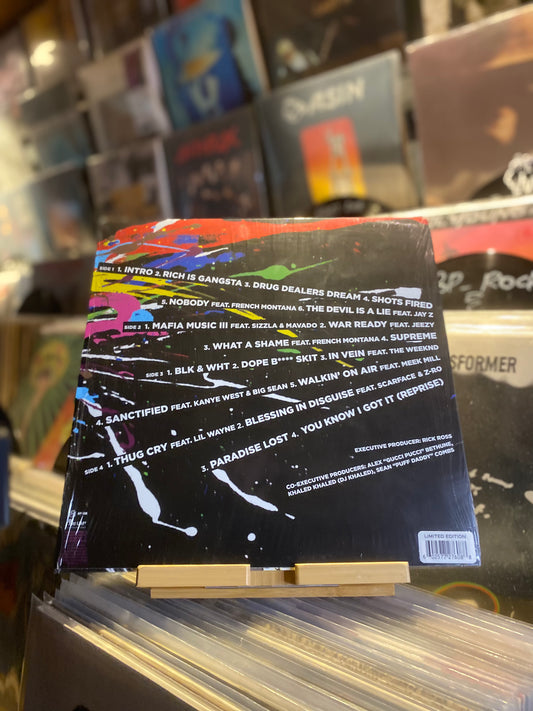 SIDE 1 1. INTRO 2. RICH IS GANGSTA 3. DRUG DEALERS DREAM 4. SHOTS FIRED
5. NOBODY FEAT. FRENCH MONTANA 6. THE DEVIL IS A LIE FEAT. JAY Z
SIDE 2 1. MAFIA MUSIC III FEAT. SIZZLA & MAVADO 2. WAR READY FEAT. JEEZY
3. WHAT A SHAME FEAT. FRENCH MONTANA 4. SUPREME
SIDE 3 1. BLK & WHT 2. DOPE B**** SKIT 3. IN VEIN FEAT. THE WEEKND
4. SANCTIFIED FEAT. KANYE WEST & BIG SEAN 5. WALKIN' ON AIR FEAT. MEEK MILL
SIDE 4 1. THUG CRY FEAT. LIL WAYNE 2. BLESSING IN DISGUISE FEAT. SCARFACE & Z-RO
3. PARADISE LOST 4. YOU KNOW I GOT IT (REPRISE)
EXECUTIVE PRODUCER: RICK ROSS
CO-EXECUTIVE PRODUCERS: ALEX "GUCCI PUCCI" BETHUNE,
KHALED KHALED (DJ KHALED), SEAN "PUFF DADDY" COMBS
LIMITED EDITION
SFORMER